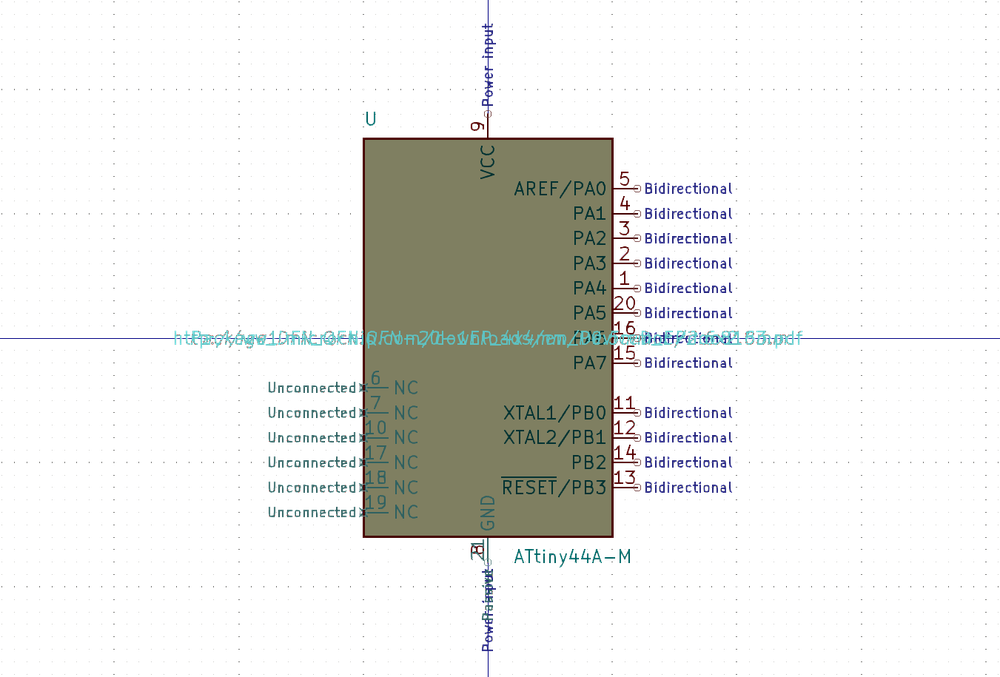 Power input
U
9
VCC
AREF/PA0 5 Bidirectional
PA1 4 Bidirectional
PA2 3 Bidirectional
PA3 2 Bidirectional
PA4 1 Bidirectional
PA5 20 Bidirectional
16
PA7 15 Bidirectional
Unconnected 6 NC
Unconnected 7 NC
XTAL1/PB0 11 Bidirectional
Unconnected 10 NC
XTAL2/PB1 12 Bidirectional
Unconnected 17 NC
PB2 14 Bidirectional
Unconnected 18 NC
RESET/PB3 13 Bidirectional
Unconnected 19 NC
GND
ATtiny44A-M
Power input